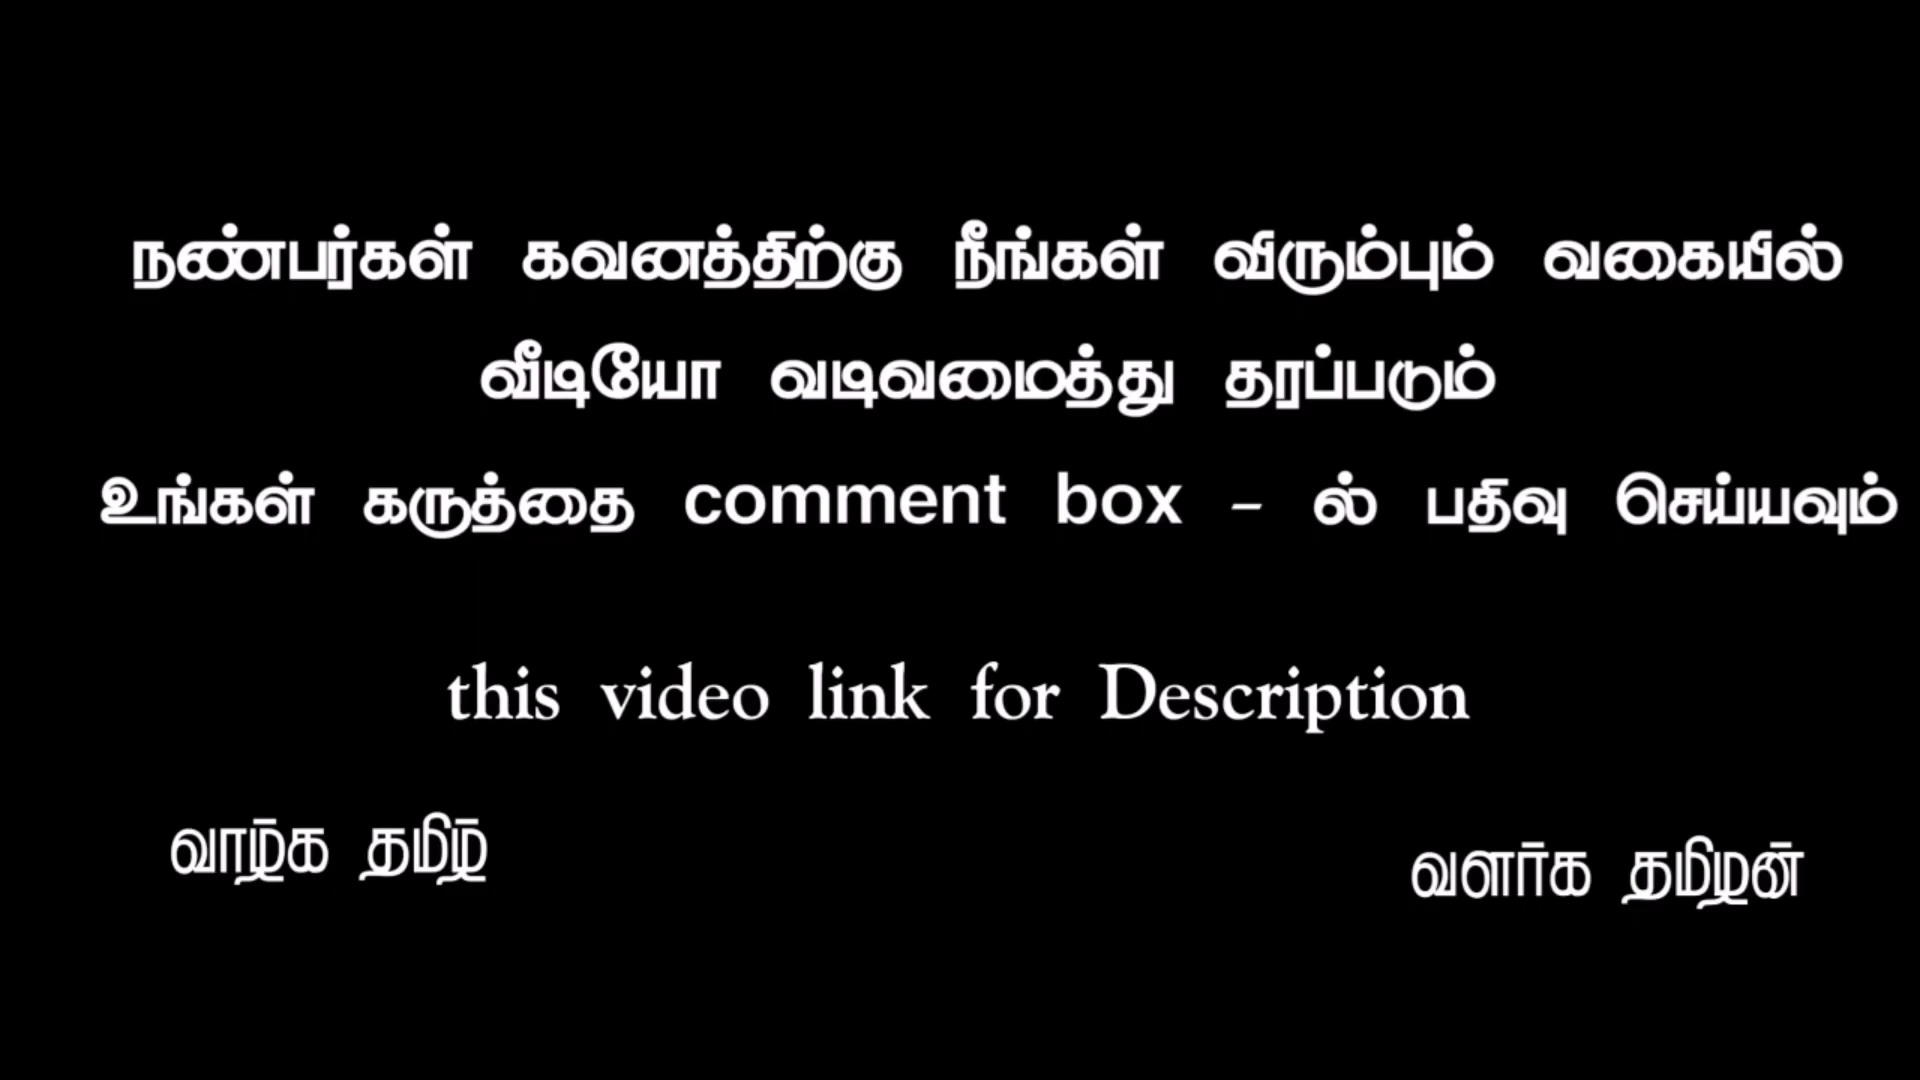 நண்பர்கள் கவனத்திற்கு நீங்கள் விரும்பும் வகையில்
வீடியோ வடிவமைத்து தரப்படும்
உங்கள் கருத்தை comment box - ல் பதிவு செய்யவும்
this video link for Description
வாழ்க தமிழ்
வளர்க தமிழன்